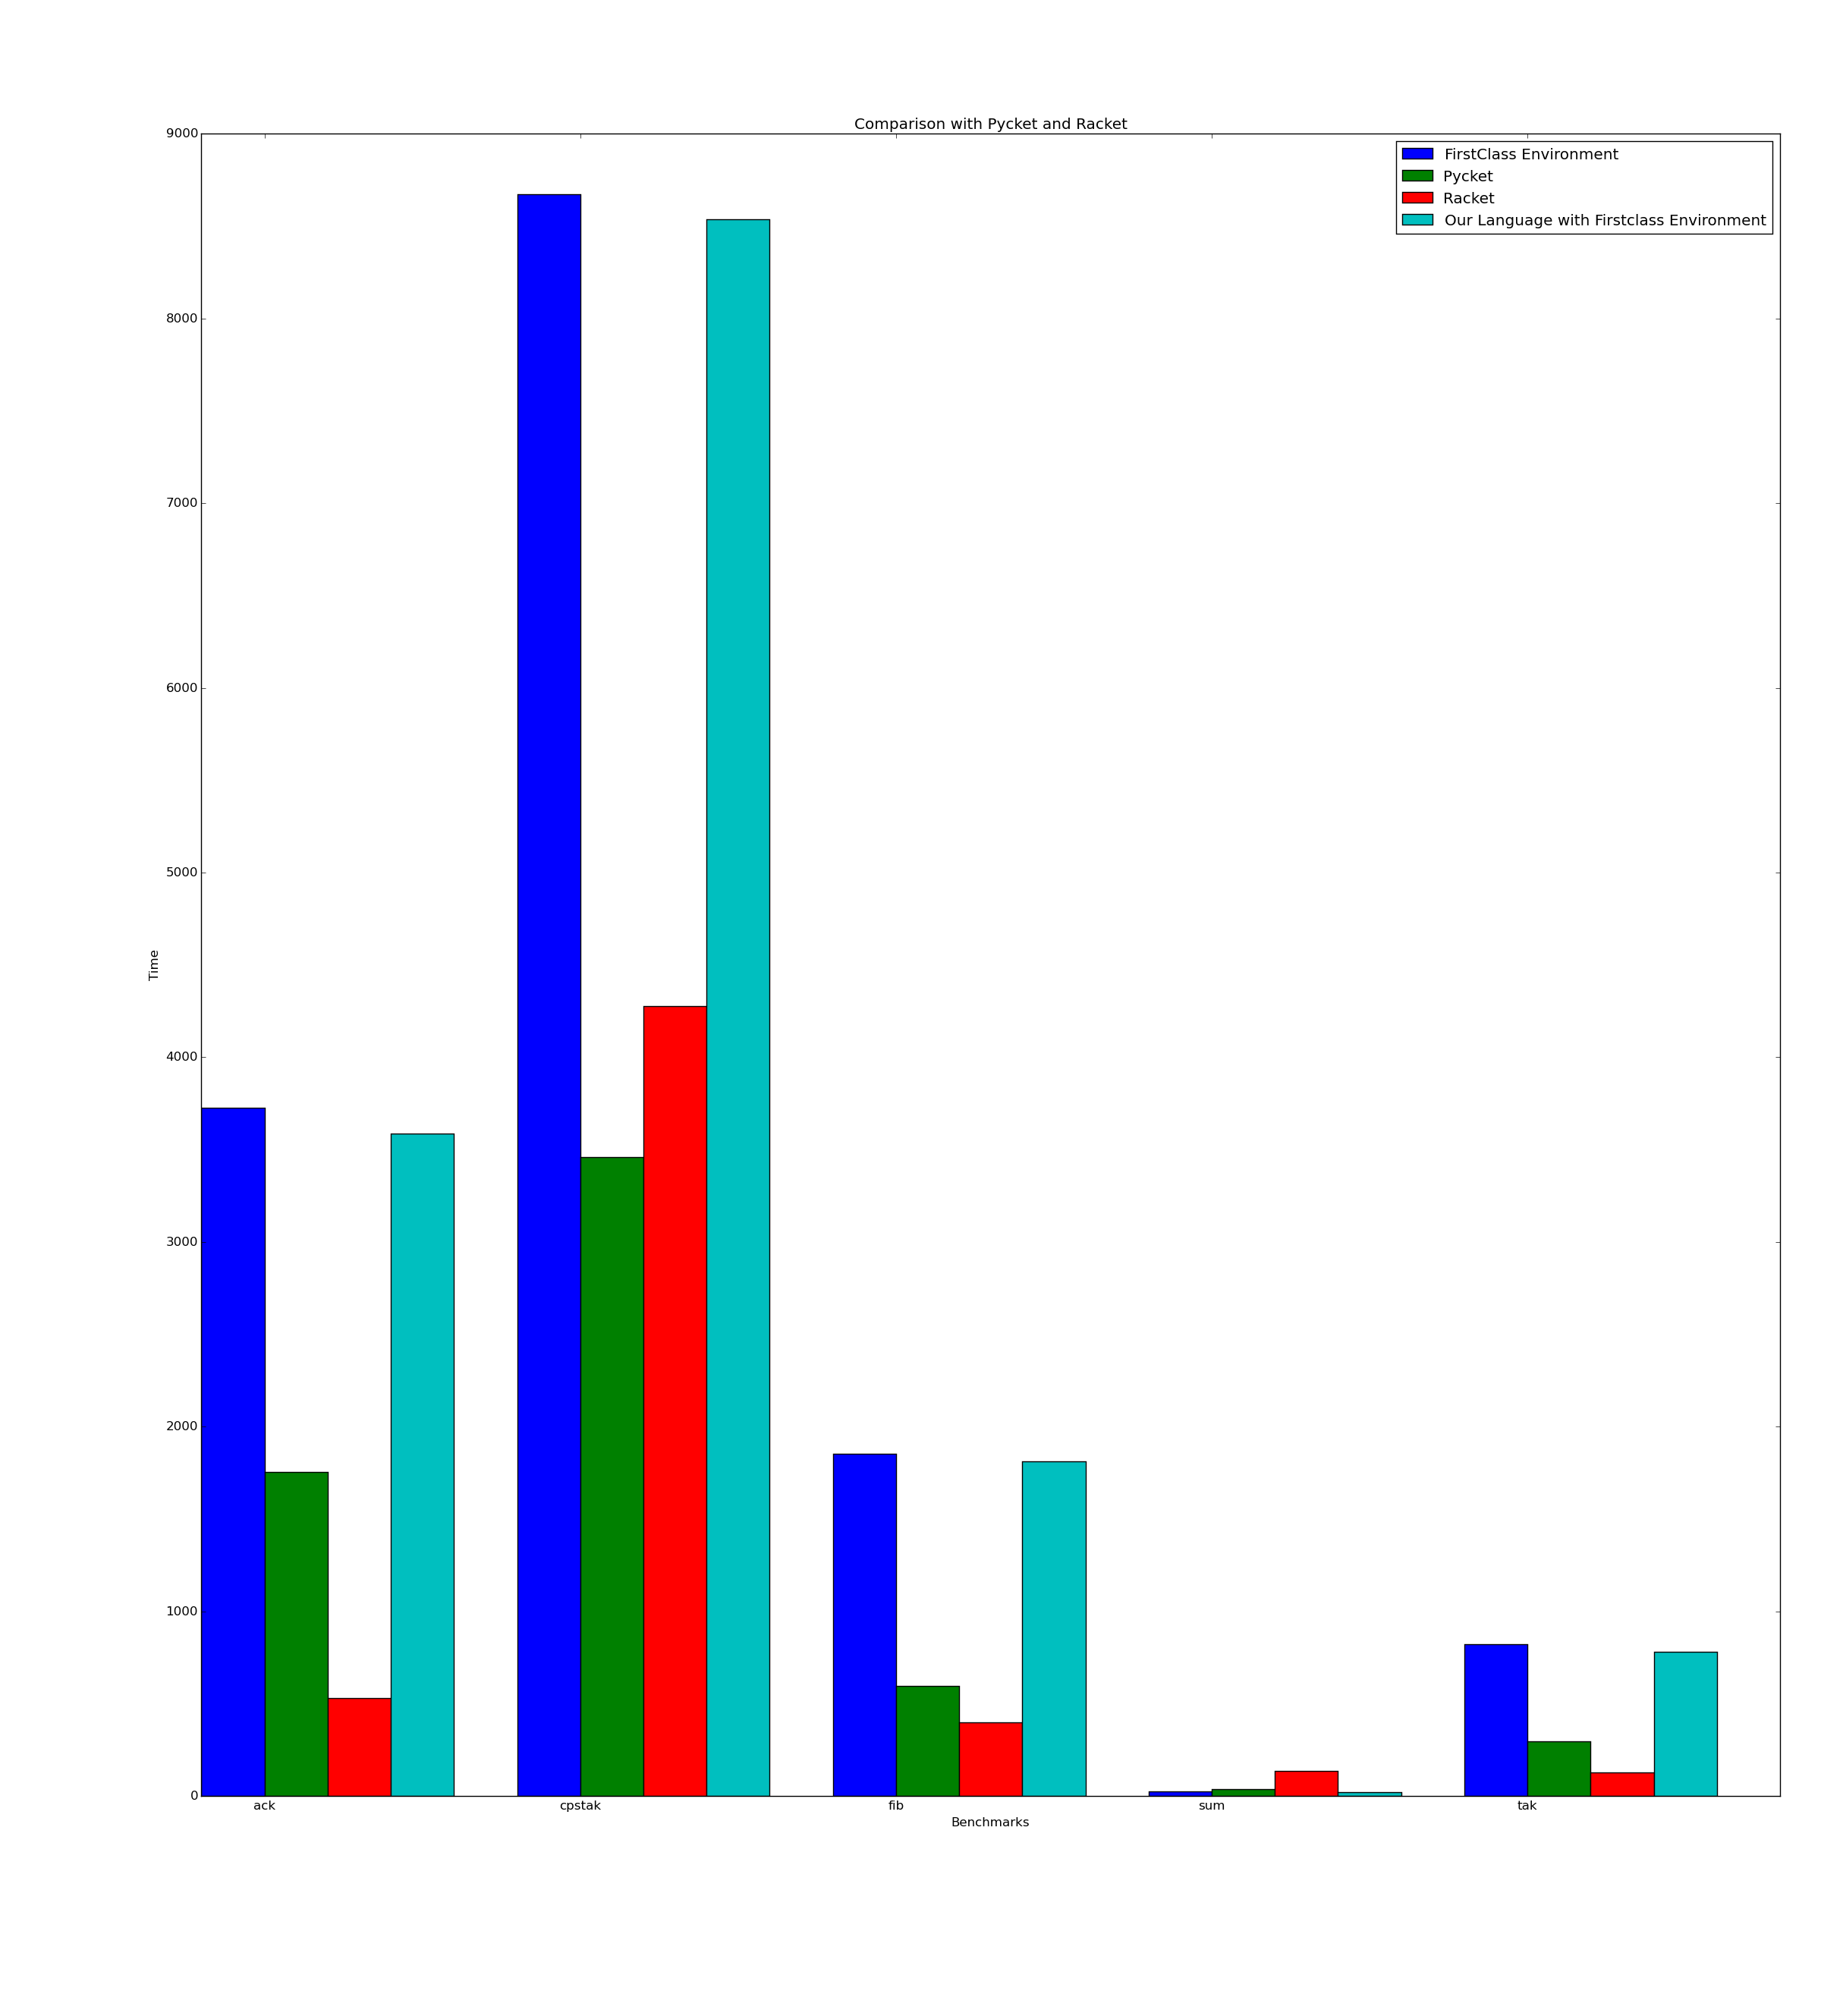 Comparison with Pycket and Racket
FirstClass Environment
Pycket
Racket
Our Language with Firstclass Environment
9000
8000
7000
6000
5000
4000
3000
2000
1000
0
Time
ack cpstak fib sum tak
Benchmarks